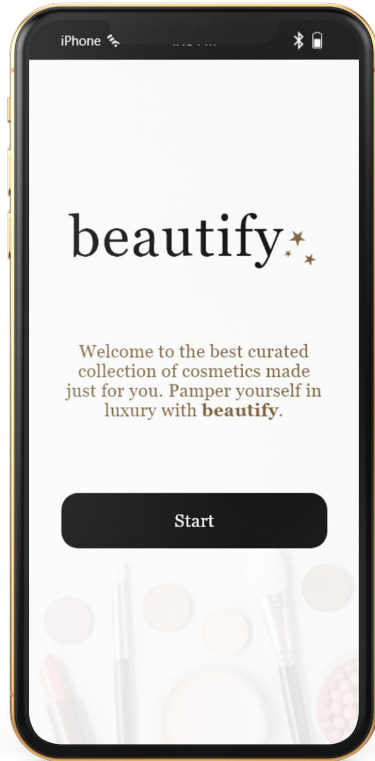 iPhone
beautify
Welcome to the best curated
collection of cosmetics made
just for you. Pamper yourself in
luxury with beautify.
Start